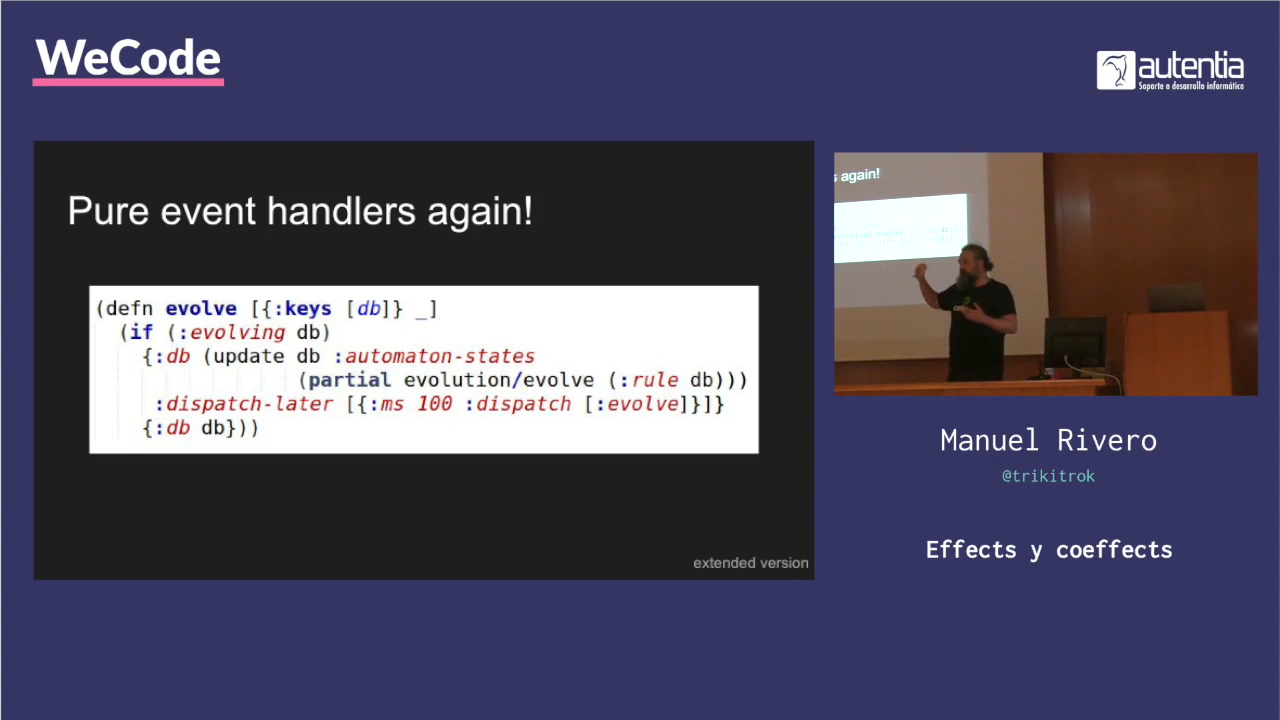 WeCode
autentia
Soporte a desarrollo informático
Pure event handlers again!
(defn evolve [{:keys [db]} _]
(if (:evolving db)
{:db (update db :automaton-states
(partial evolution/evolve (:rule db)))
:dispatch-later [{:ms 100 :dispatch [:evolve]}]}
{:db db}))
extended version
s again!
Manuel Rivero
@trikitrok
Effects y coeffects